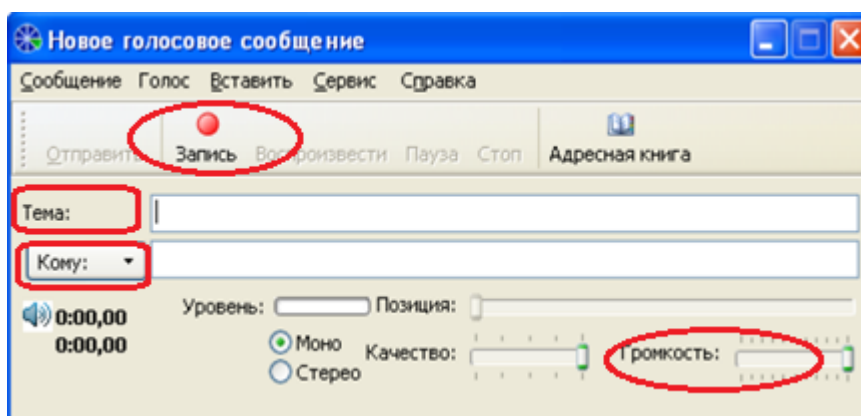 Новое голосовое сообщение
Сообщение Голос Вставить Сервис Справка
Отправить Запись Воспроизвести Пауза Стоп Адресная книга
Тема:
Кому:
Уровень: Позиция:
0:00,00
0:00,00
Моно Качество: Громкость:
Стерео